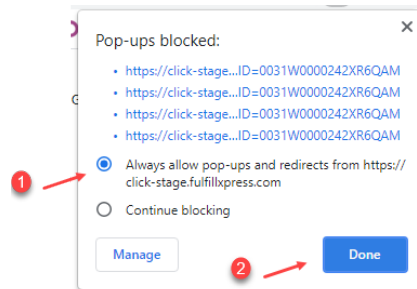 Pop-ups blocked:
• https://click-stage...ID=0031W0000242XR6QAM
• https://click-stage...ID=0031W0000242XR6QAM
• https://click-stage...ID=0031W0000242XR6QAM
• https://click-stage...ID=0031W0000242XR6QAM
1
Always allow pop-ups and redirects from https://
click-stage.fulfillxpress.com
Continue blocking
Manage
2
Done